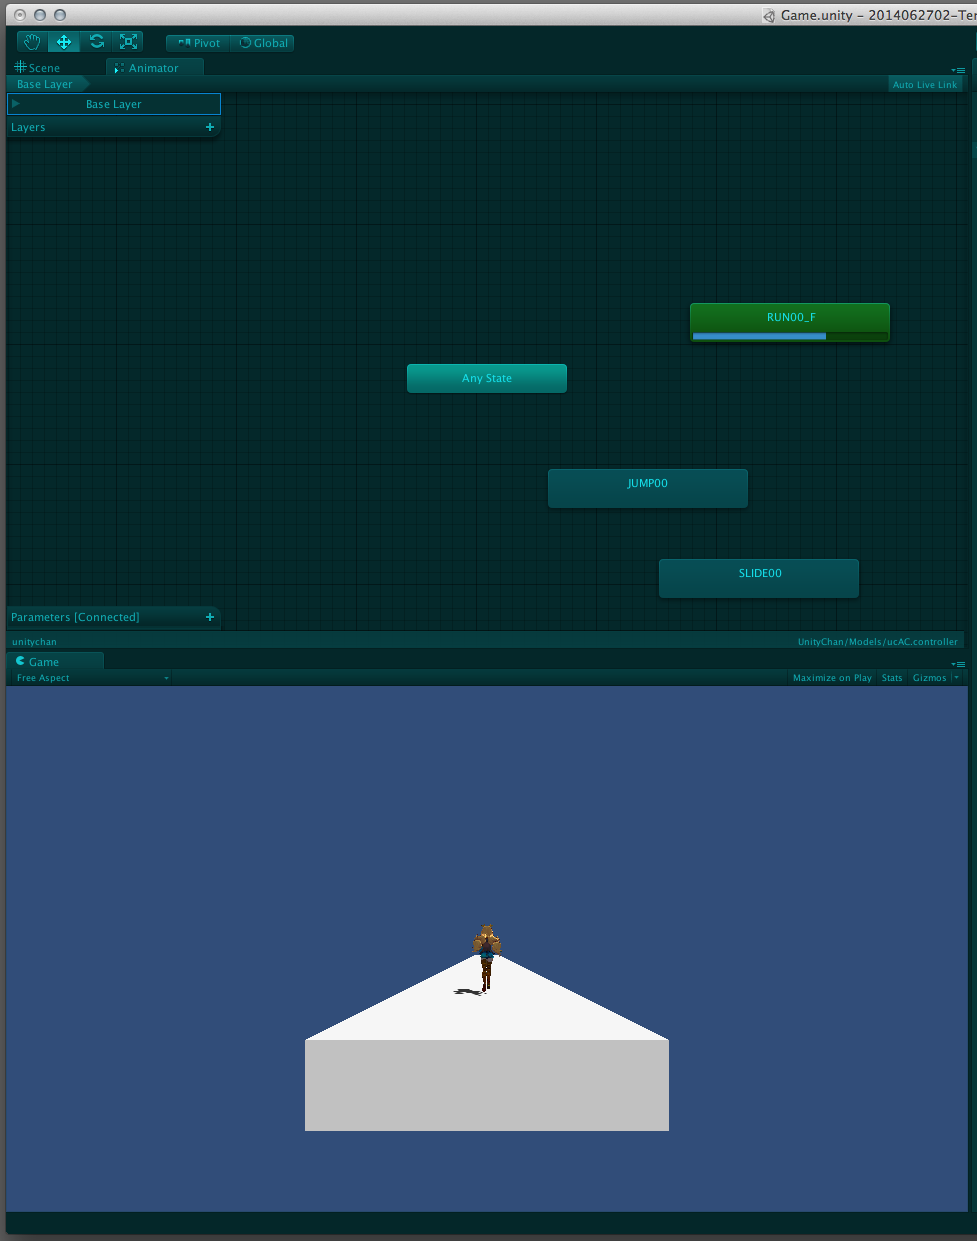 Game.unity – 2014062702-Ter
Pivot Global
Scene Animator
Base Layer Auto Live Link
Base Layer
Layers +
RUN00_F
Any State
JUMP00
SLIDE00
Parameters [Connected] +
unitychan UnityChan/Models/ucAC.controller
Game
Free Aspect Maximize on Play Stats Gizmos